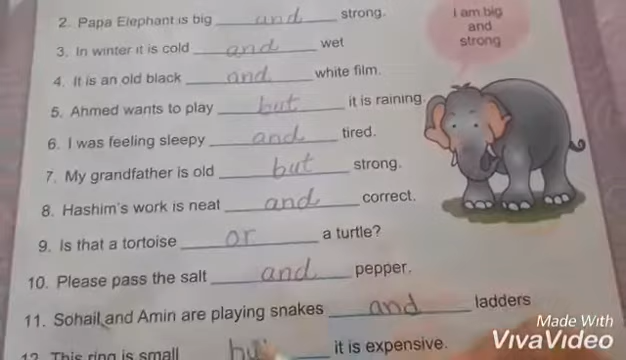 2. Papa Elephant is big and strong.
3. In winter it is cold and wet
4. It is an old black and white film.
5. Ahmed wants to play but it is raining.
6. I was feeling sleepy and tired.
7. My grandfather is old but strong.
8. Hashim's work is neat and correct.
9. Is that a tortoise or a turtle?
10. Please pass the salt and pepper.
11. Sohail and Amin are playing snakes and ladders
12. This ring is small but it is expensive.
I am big
and
strong
Made With
VivaVideo